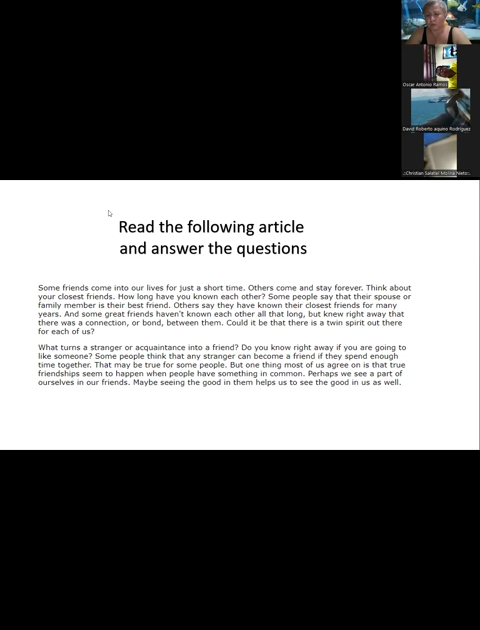 Oscar Antonio Ramos
David Roberto aquino Rodriguez
Read the following article
and answer the questions
Some friends come into our lives for just a short time. Others come and stay forever. Think about
your closest friends. How long have you known each other? Some people say that their spouse or
family member is their best friend. Others say they have known their closest friends for many
years. And some great friends haven't known each other all that long, but knew right away that
there was a connection, or bond, between them. Could it be that there is a twin spirit out there
for each of us?
What turns a stranger or acquaintance into a friend? Do you know right away if you are going to
like someone? Some people think that any stranger can become a friend if they spend enough
time together. That may be true for some people. But one thing most of us agree on is that true
friendships seem to happen when people have something in common. Perhaps we see a part of
ourselves in our friends. Maybe seeing the good in them helps us to see the good in us as well.